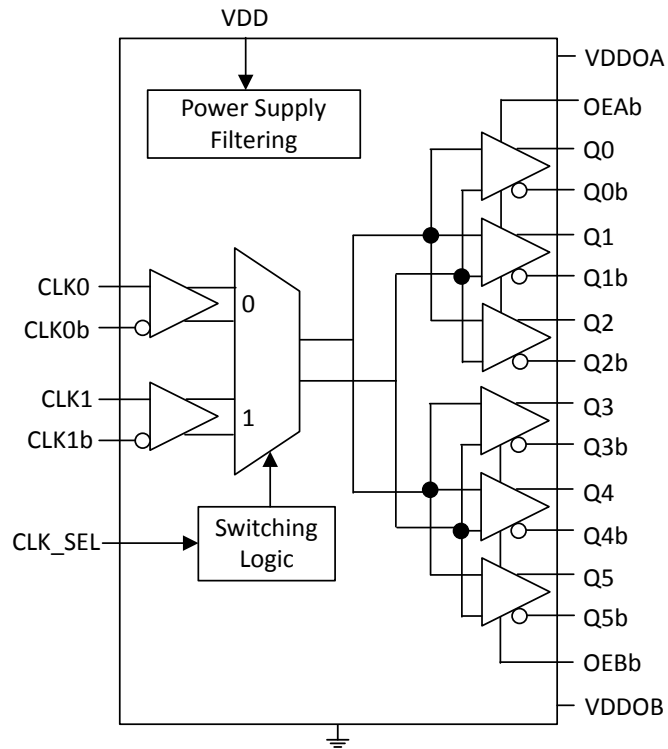 VDD
VDDOA
Power Supply
Filtering
OEAb
Q0
Q0b
Q1
Q1b
Q2
Q2b
CLK0
CLK0b
0
CLK1
CLK1b
1
Q3
Q3b
Q4
Q4b
Q5
Q5b
CLK_SEL
Switching
Logic
OEBb
VDDOB